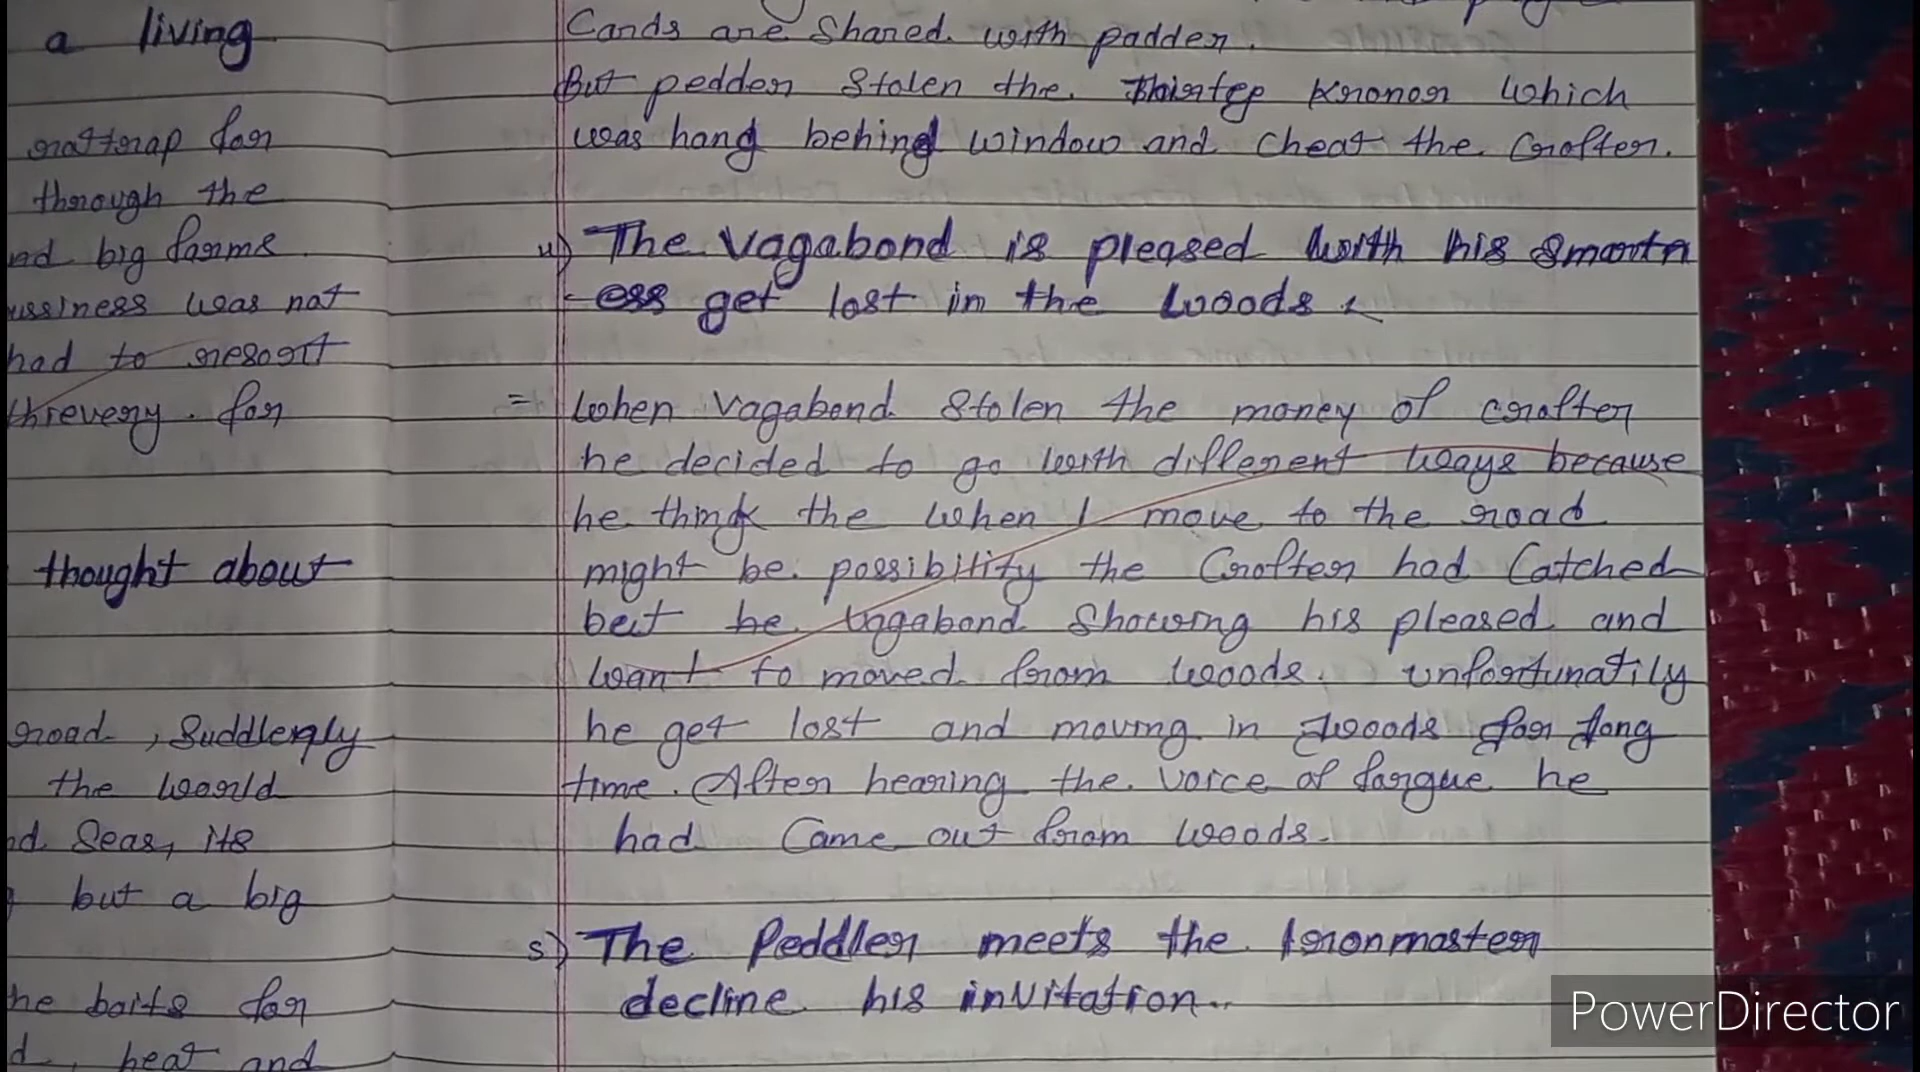 a living
rattrap for
through the
nd big farms
ussiness was not
had to resort
threvery. for
thought about
road, Suddlenly
the world
nd Seas, its
but a big
he baits for
d, heat and
Cards are Shared. with padder.
But pedder Stolen the. thirtee Kronor which
was hang behind window and cheat the Crofter.
4) The Vagabond is pleased with his Smartn
ess get lost in the woods.
= When Vagabond Stolen the money of crofter
he decided to go with different ways because
he think the when I move to the road
might be possibility the Crofter had Catched
but he Vagabond Showing his pleased and
want to moved from woods. unfortunatily
he get lost and moving in woods for long
time. After hearing the voice of forgue he
had Came out from woods.
5) The Peddler meets the Ironmaster
decline his invitation.
PowerDirector